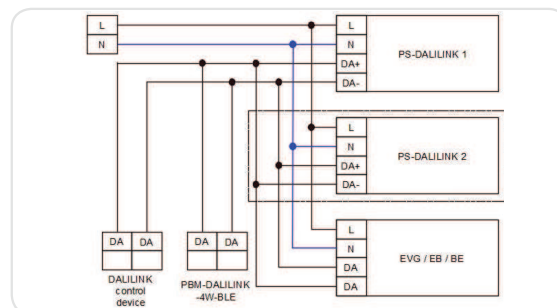 L
N
L
N
DA+
DA-
PS-DALILINK 1
L
N
DA+
DA-
PS-DALILINK 2
L
N
DA
DA
EVG / EB / BE
DA DA
DALILINK
control
device
DA DA
PBM-DALILINK
-4W-BLE